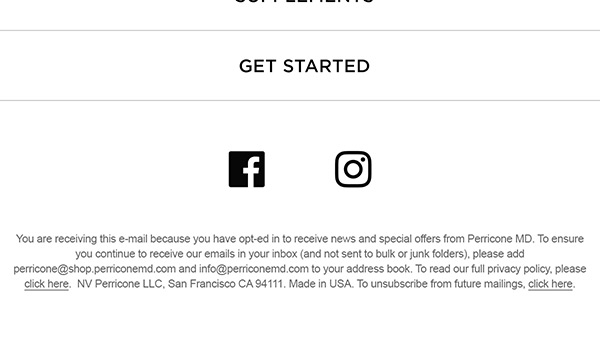 SUPPLEMENTS
GET STARTED
You are receiving this e-mail because you have opt-ed in to receive news and special offers from Perricone MD. To ensure
you continue to receive our emails in your inbox (and not sent to bulk or junk folders), please add
perricone@shop.perriconemd.com and info@perriconemd.com to your address book. To read our full privacy policy, please
click here.  NV Perricone LLC, San Francisco CA 94111. Made in USA. To unsubscribe from future mailings, click here.